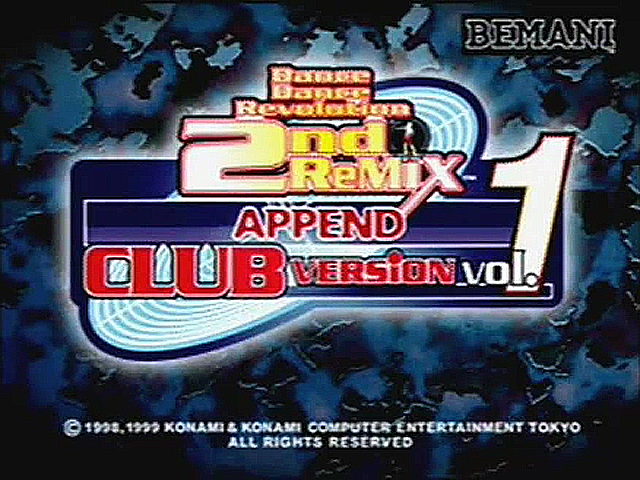 BEMANI
Dance
Dance
Revolution
2nd
ReMIX
APPEND
CLUB VERSiON vol.1
© 1998,1999 KONAMI & KONAMI COMPUTER ENTERTAINMENT TOKYO
ALL RIGHTS RESERVED